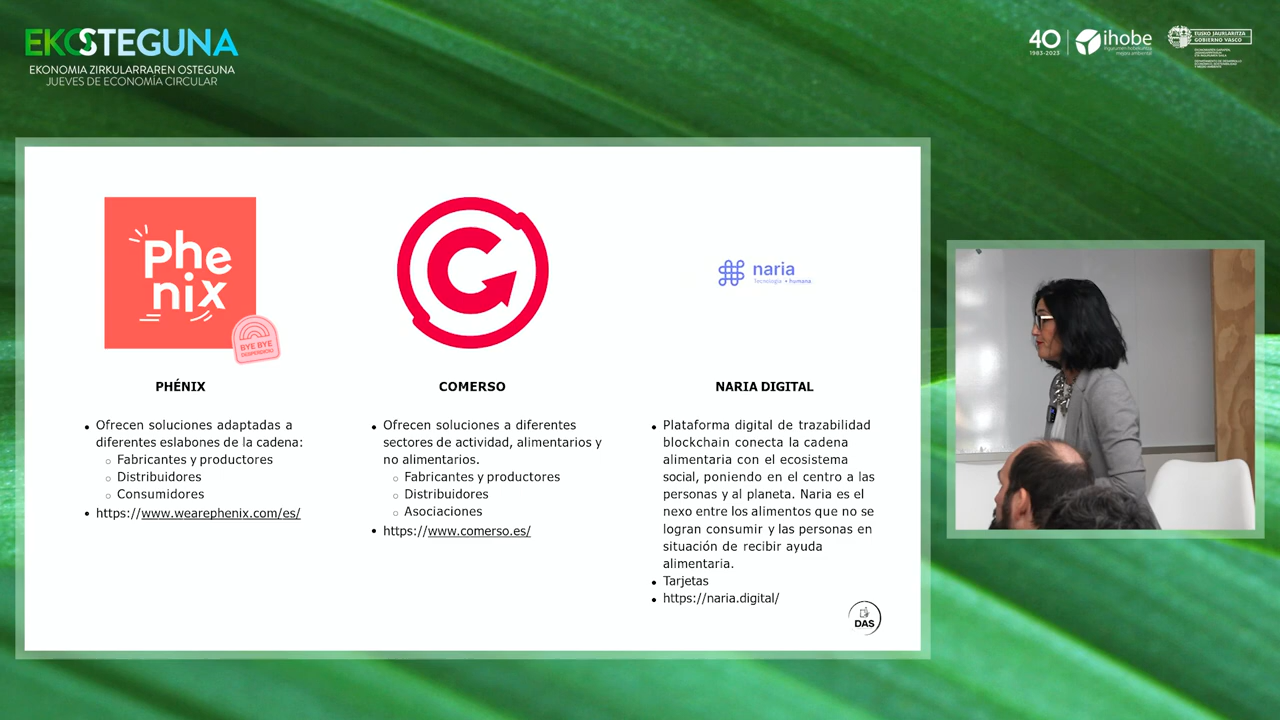 EKOSTEGUNA
EKONOMIA ZIRKULARRAREN OSTEGUNA
JUEVES DE ECONOMÍA CIRCULAR
40
1983-2023
ihobe
EUSKO JAURLARITZA
GOBIERNO VASCO
Phe
nix
BYE BYE
naria
Tecnología + humana
PHÉNIX
• Ofrecen soluciones adaptadas a
diferentes eslabones de la cadena:
○ Fabricantes y productores
○ Distribuidores
○ Consumidores
• https://www.wearephenix.com/es/
COMERSO
• Ofrecen soluciones a diferentes
sectores de actividad, alimentarios y
no alimentarios.
○ Fabricantes y productores
○ Distribuidores
○ Asociaciones
• https://www.comerso.es/
NARIA DIGITAL
• Plataforma digital de trazabilidad
blockchain conecta la cadena
alimentaria con el ecosistema
social, poniendo en el centro a las
personas y al planeta. Naria es el
nexo entre los alimentos que no se
logran consumir y las personas en
situación de recibir ayuda
alimentaria.
• Tarjetas
• https://naria.digital/
DAS